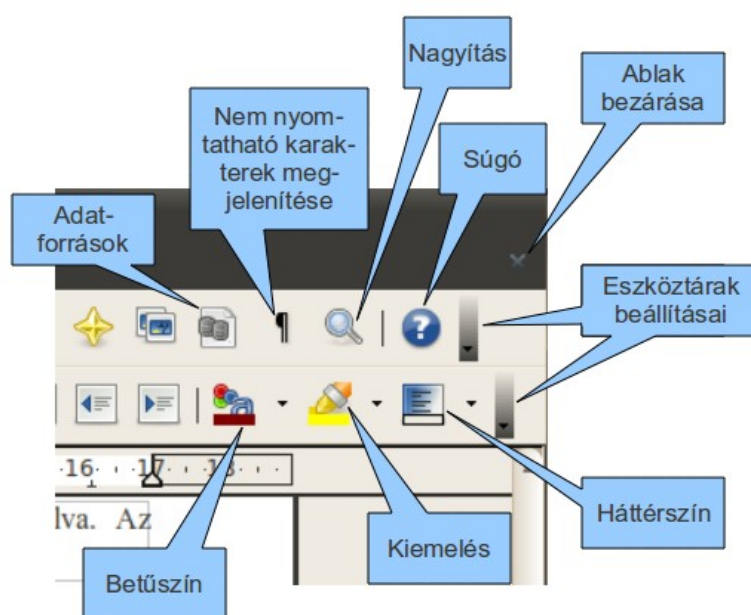 Nagyítás
Ablak
bezárása
Nem nyom-
tatható karak-
terek meg-
jelenítése
Súgó
Adat-
források
Eszköztárak
beállításai
16 17 18
lva. Az
Háttérszín
Kiemelés
Betűszín